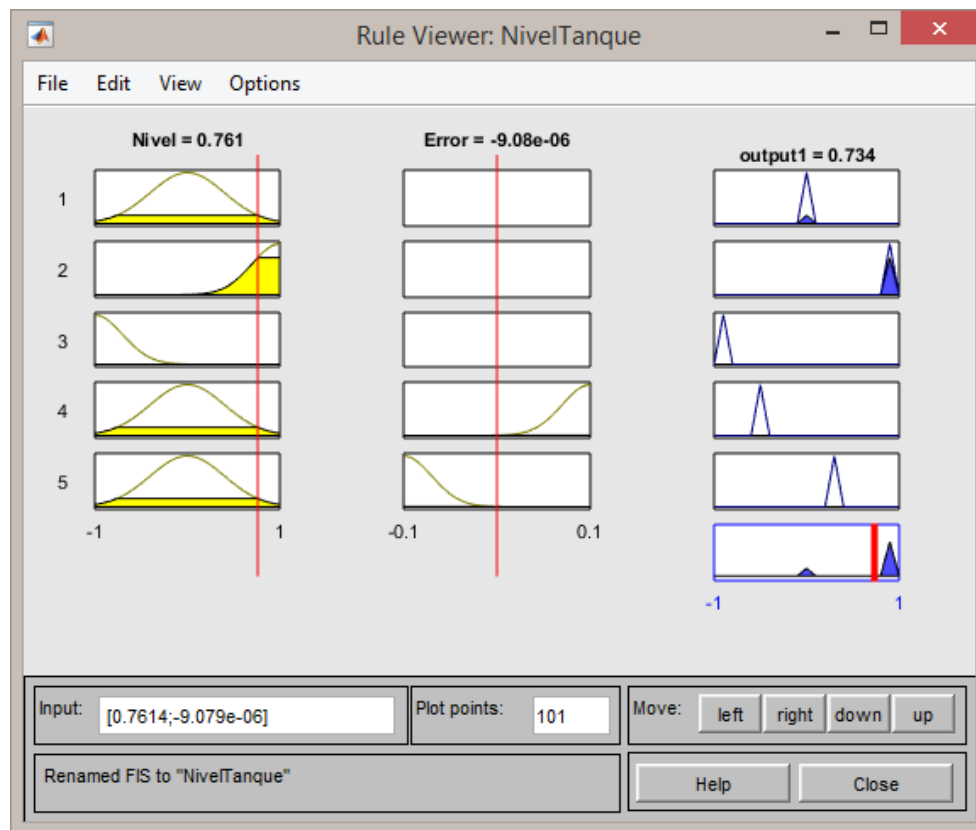 Rule Viewer: NivelTanque
File Edit View Options
Nivel = 0.761
Error = -9.08e-06
output1 = 0.734
1
2
3
4
5
-1 1
-0.1 0.1
-1 1
Input: [0.7614;-9.079e-06]
Plot points: 101
Move: left right down up
Renamed FIS to "NivelTanque"
Help Close